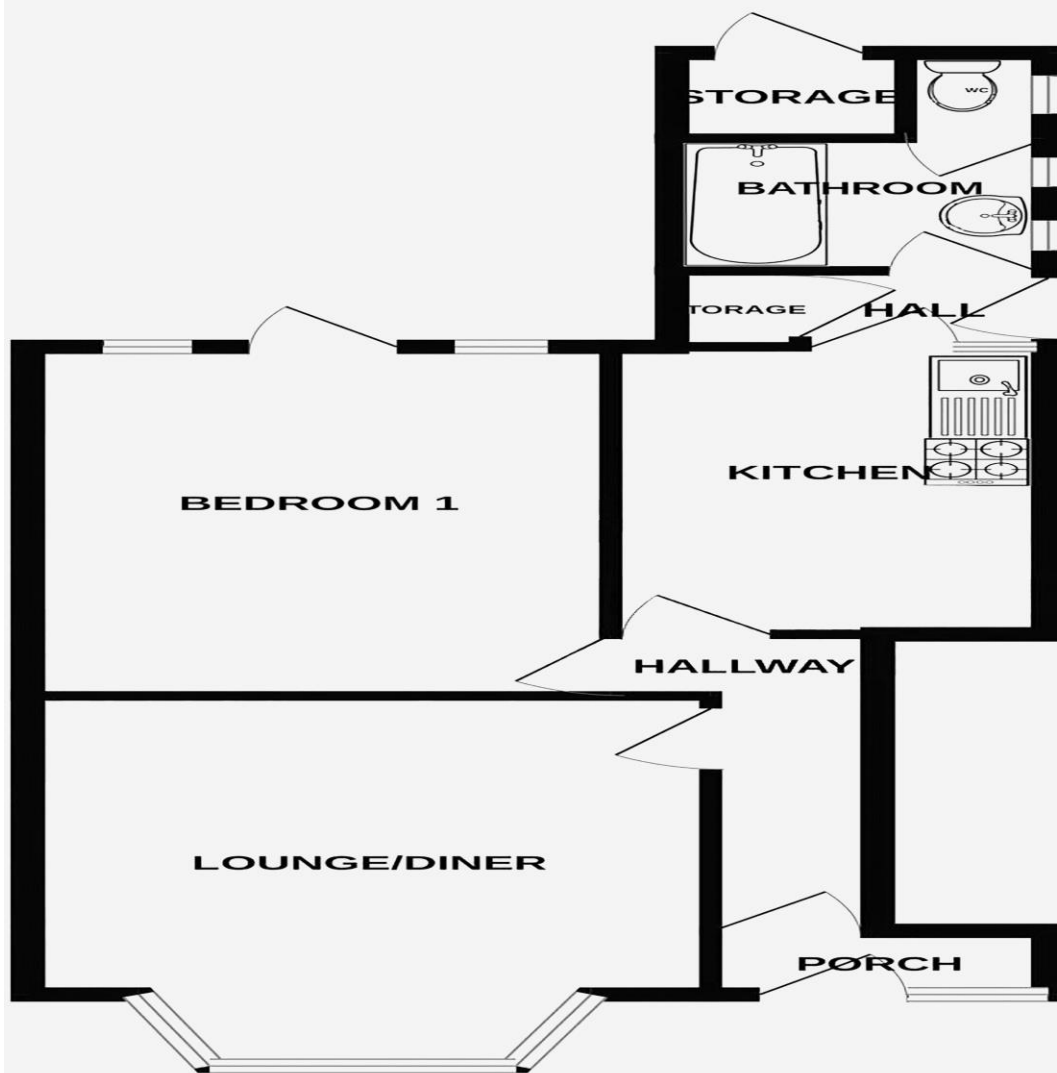 STORAGE
WC
BATHROOM
TORAGE
HALL
KITCHEN
BEDROOM 1
HALLWAY
LOUNGE/DINER
PORCH